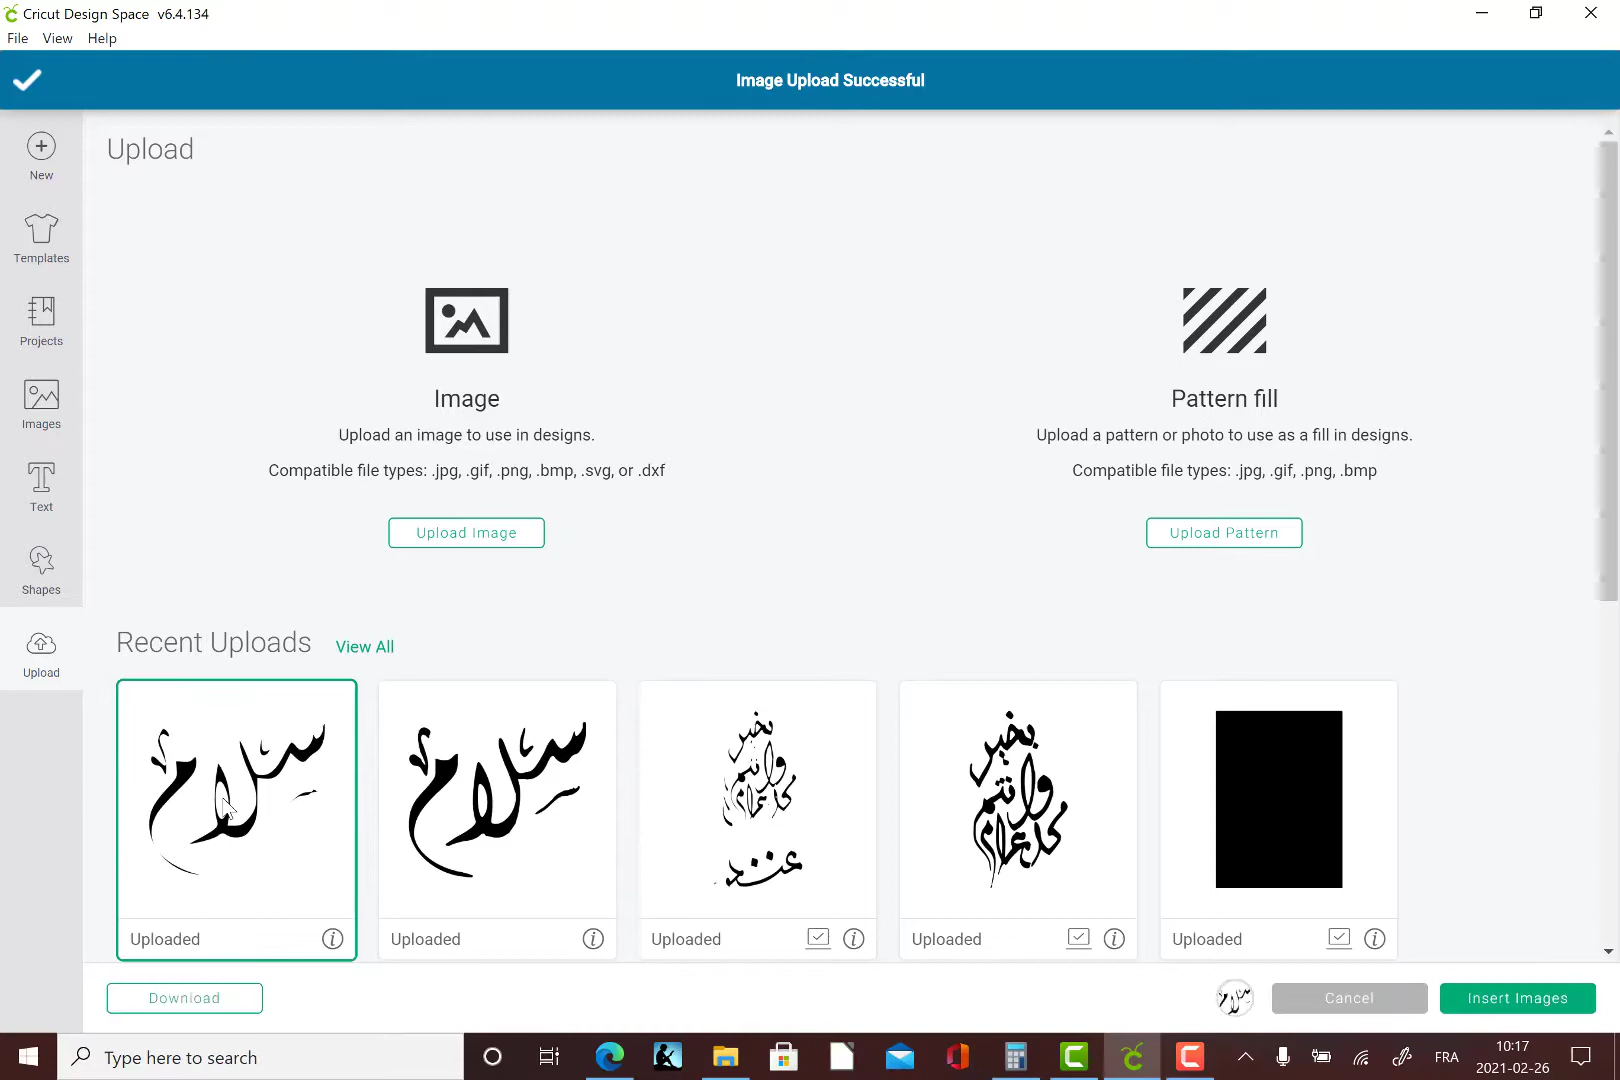 Cricut Design Space v6.4.134
File View Help
Image Upload Successful
New
Templates
Projects
Images
Text
Shapes
Upload
Upload
Image
Upload an image to use in designs.
Compatible file types: .jpg, .gif, .png, .bmp, .svg, or .dxf
Upload Image
Pattern fill
Upload a pattern or photo to use as a fill in designs.
Compatible file types: .jpg, .gif, .png, .bmp
Upload Pattern
Recent Uploads View All
سلام
سلام
Uploaded
Uploaded
Uploaded
Uploaded
Uploaded
Download
Cancel
Insert Images
Type here to search
FRA
10:17
2021-02-26